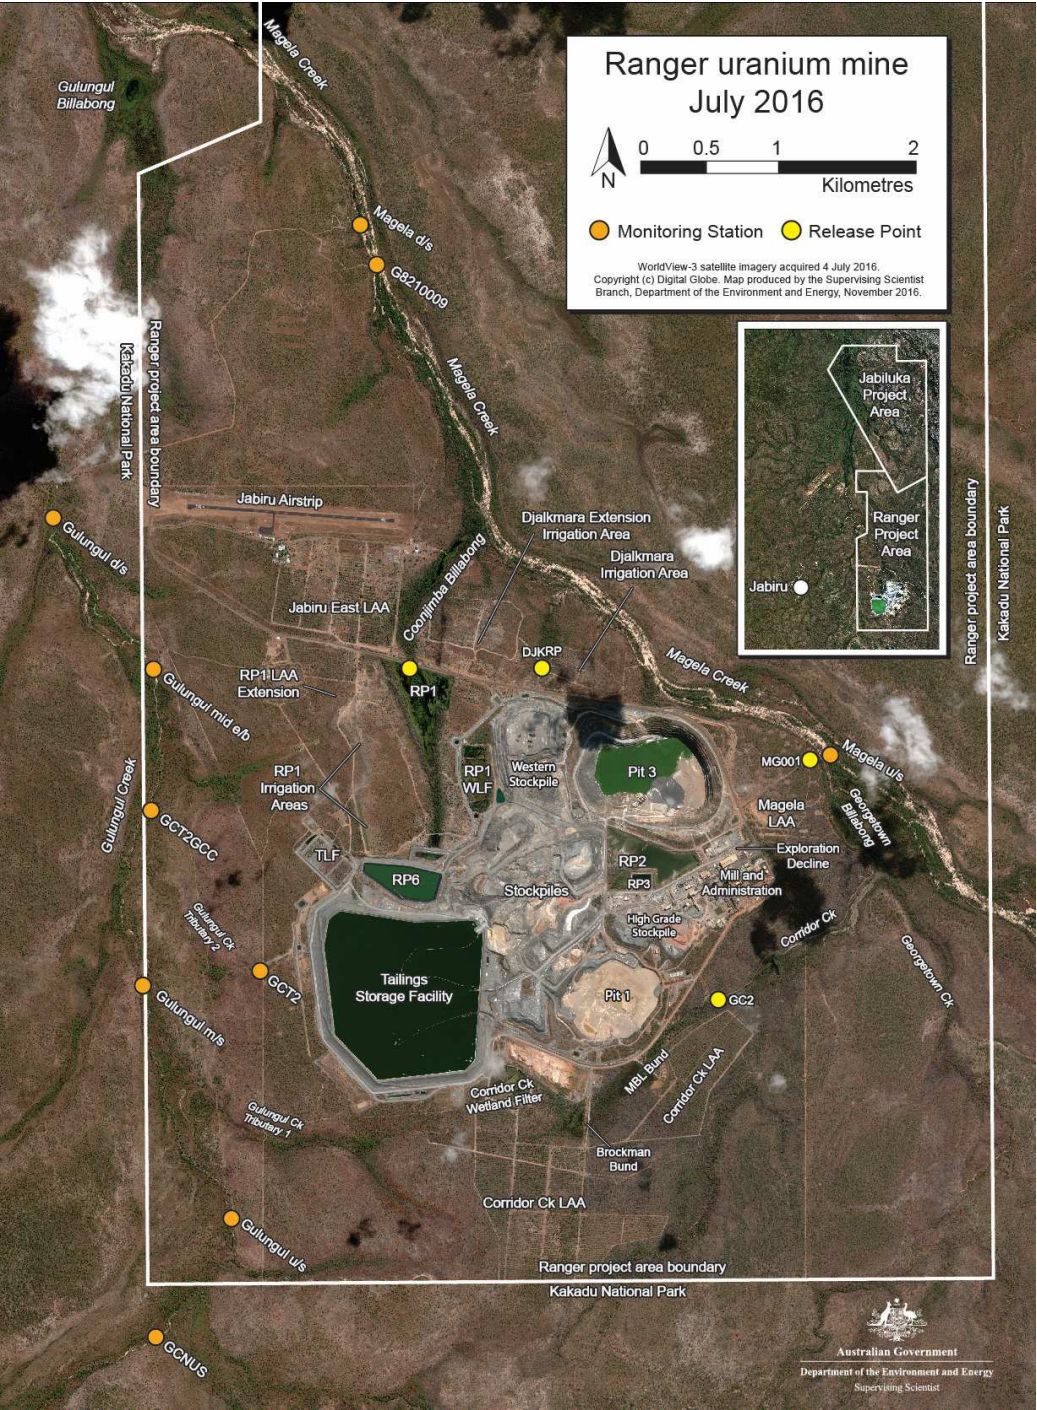 Ranger uranium mine
July 2016
0 0.5 1 2
Kilometres
N
Monitoring Station
Release Point
WorldView-3 satellite imagery acquired 4 July 2016.
Copyright (c) Digital Globe. Map produced by the Supervising Scientist
Branch, Department of the Environment and Energy, November 2016.
Magela Creek
Gulungul
Billabong
Magela d/s
G8210009
Ranger project area boundary
Kakadu National Park
Magela Creek
Jabiluka
Project
Area
Ranger
Project
Area
Jabiru
Ranger project area boundary
Kakadu National Park
Jabiru Airstrip
Gulungul d/s
Djalkmara Extension
Irrigation Area
Djalkmara
Irrigation Area
Coonjimba Billabong
Jabiru East LAA
DJKRP
Magela Creek
RP1 LAA
Extension
RP1
Gulungul mid e/b
MG001
Magela u/s
RP1
WLF
Western
Stockpile
Pit 3
RP1
Irrigation
Areas
Gulungul Creek
GCT2GCC
Magela
LAA
Georgetown
Billabong
Exploration
Decline
TLF
RP6
RP2
RP3
Mill and
Administration
Stockpiles
High Grade
Stockpile
Gulungul Ck
Tributary 2
Corridor Ck
Georgetown Ck
GCT2
Tailings
Storage Facility
Pit 1
GC2
Gulungul m/s
MBL Bund
Corridor Ck LAA
Corridor Ck
Wetland Filter
Gulungul Ck
Tributary 1
Brockman
Bund
Corridor Ck LAA
Gulungul u/s
Ranger project area boundary
Kakadu National Park
GCNUS
Australian Government
Department of the Environment and Energy
Supervising Scientist